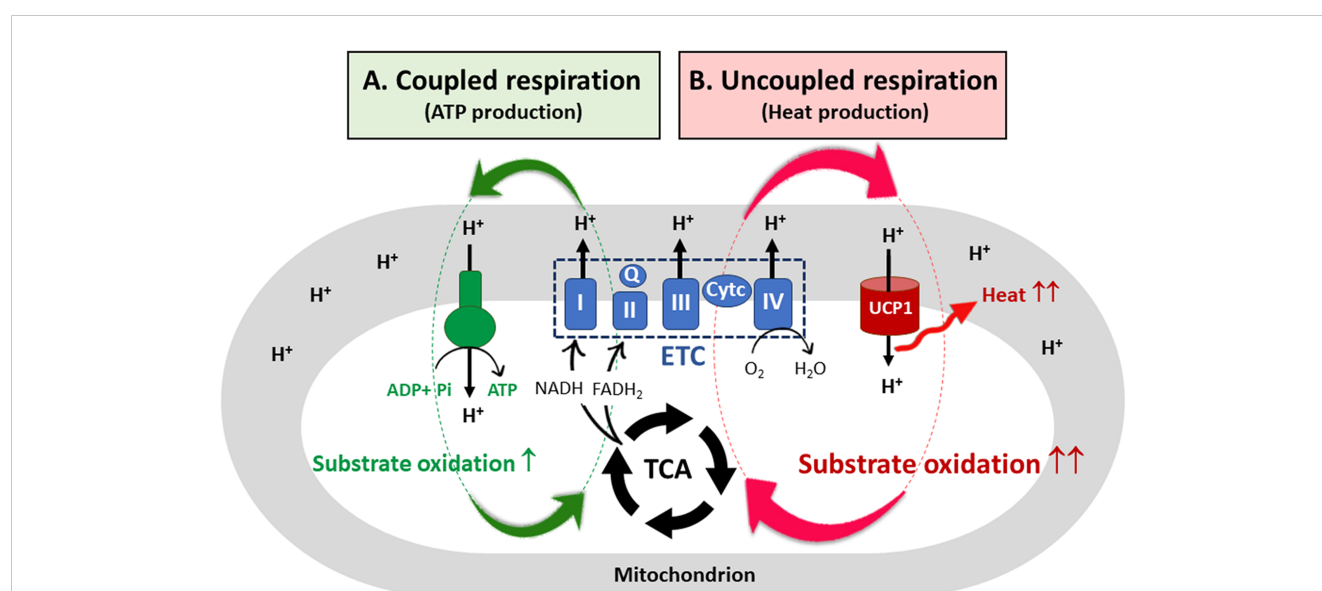 A. Coupled respiration
(ATP production)
B. Uncoupled respiration
(Heat production)
H⁺
H⁺
H⁺
H⁺
H⁺
H⁺
H⁺
H⁺
H⁺
Q
I
II
III
Cytc
IV
UCP1
Heat ↑↑
H⁺
H⁺
ETC
O₂
H₂O
ADP+ Pi
ATP
NADH
FADH₂
H⁺
H⁺
Substrate oxidation ↑
TCA
Substrate oxidation ↑↑
Mitochondrion